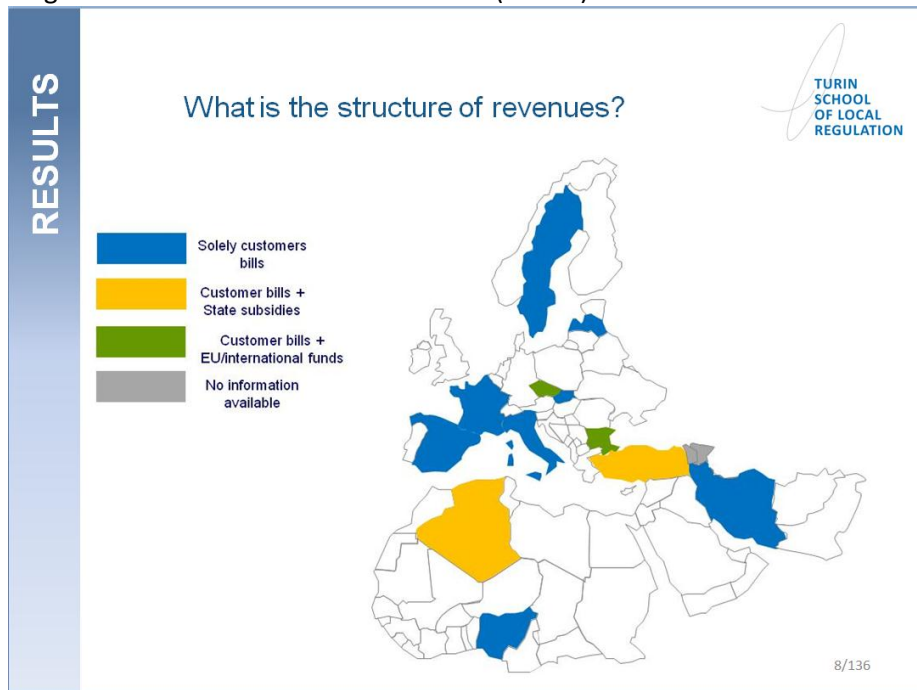 RESULTS
What is the structure of revenues?
TURIN
SCHOOL
OF LOCAL
REGULATION
Solely customers
bills
Customer bills +
State subsidies
Customer bills +
EU/international funds
No information
available
8/136